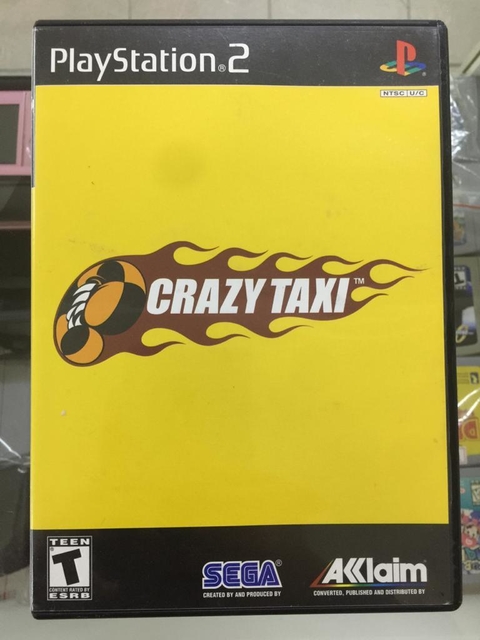 PlayStation®2
NTSC U/C
CRAZY TAXI™
TEEN
T
CONTENT RATED BY
ESRB
SEGA®
CREATED BY AND PRODUCED BY
AKKlaim
CONVERTED, PUBLISHED AND DISTRIBUTED BY